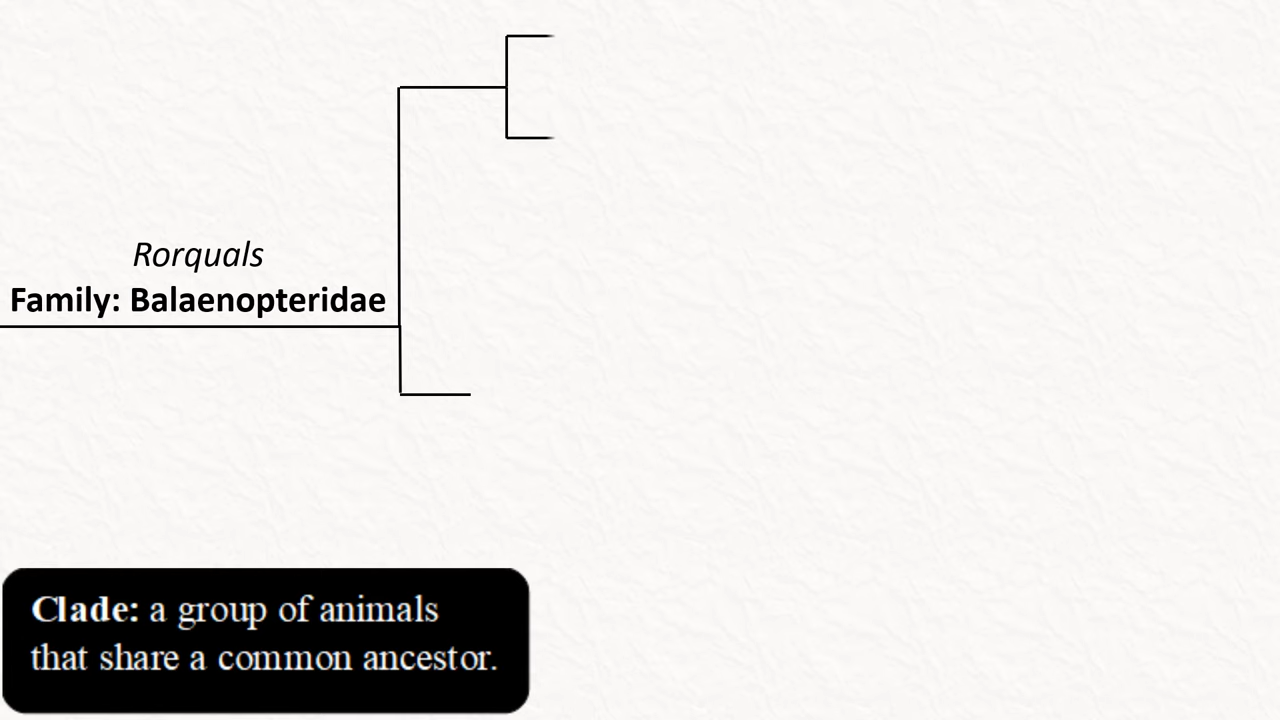 Rorquals
Family: Balaenopteridae
Clade: a group of animals
that share a common ancestor.